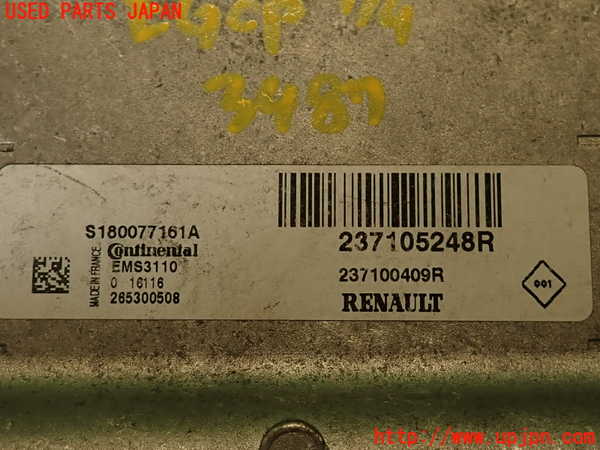 USED PARTS JAPAN
3487
S180077161A
Continental
EMS3110
0 16116
265300508
MADE IN FRANCE
237105248R
237100409R
RENAULT
001
http://www.upjpn.com